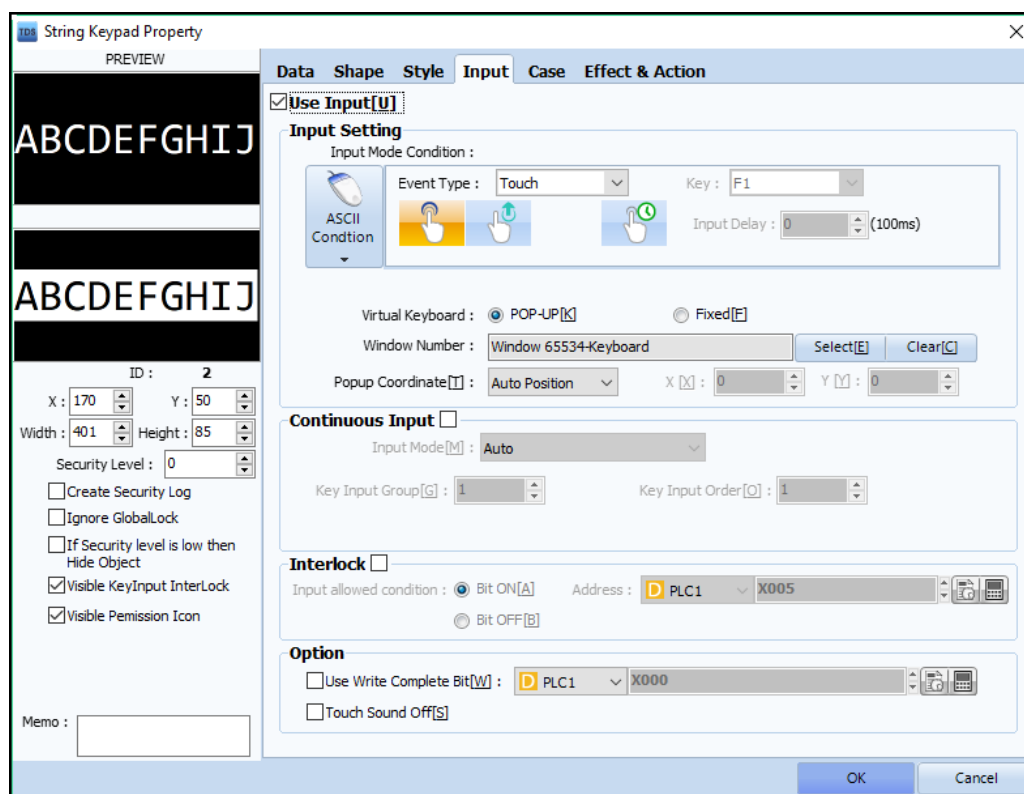 TDS String Keypad Property
PREVIEW
ABCDEFGHIJ
ABCDEFGHIJ
ID : 2
X : 170 Y : 50
Width : 401 Height : 85
Security Level : 0
Create Security Log
Ignore GlobalLock
If Security level is low then
Hide Object
Visible KeyInput InterLock
Visible Pemission Icon
Memo :
Data Shape Style Input Case Effect & Action
Use Input[U]
Input Setting
Input Mode Condition :
ASCII
Condtion
Event Type : Touch Key : F1
Input Delay : 0 (100ms)
Virtual Keyboard : POP-UP[K] Fixed[F]
Window Number : Window 65534-Keyboard Select[E] Clear[C]
Popup Coordinate[T] : Auto Position X [X] : 0 Y [Y] : 0
Continuous Input
Input Mode[M] : Auto
Key Input Group[G] : 1 Key Input Order[O] : 1
Interlock
Input allowed condition : Bit ON[A] Address : D PLC1 X005
Bit OFF[B]
Option
Use Write Complete Bit[W] : D PLC1 X000
Touch Sound Off[S]
OK Cancel